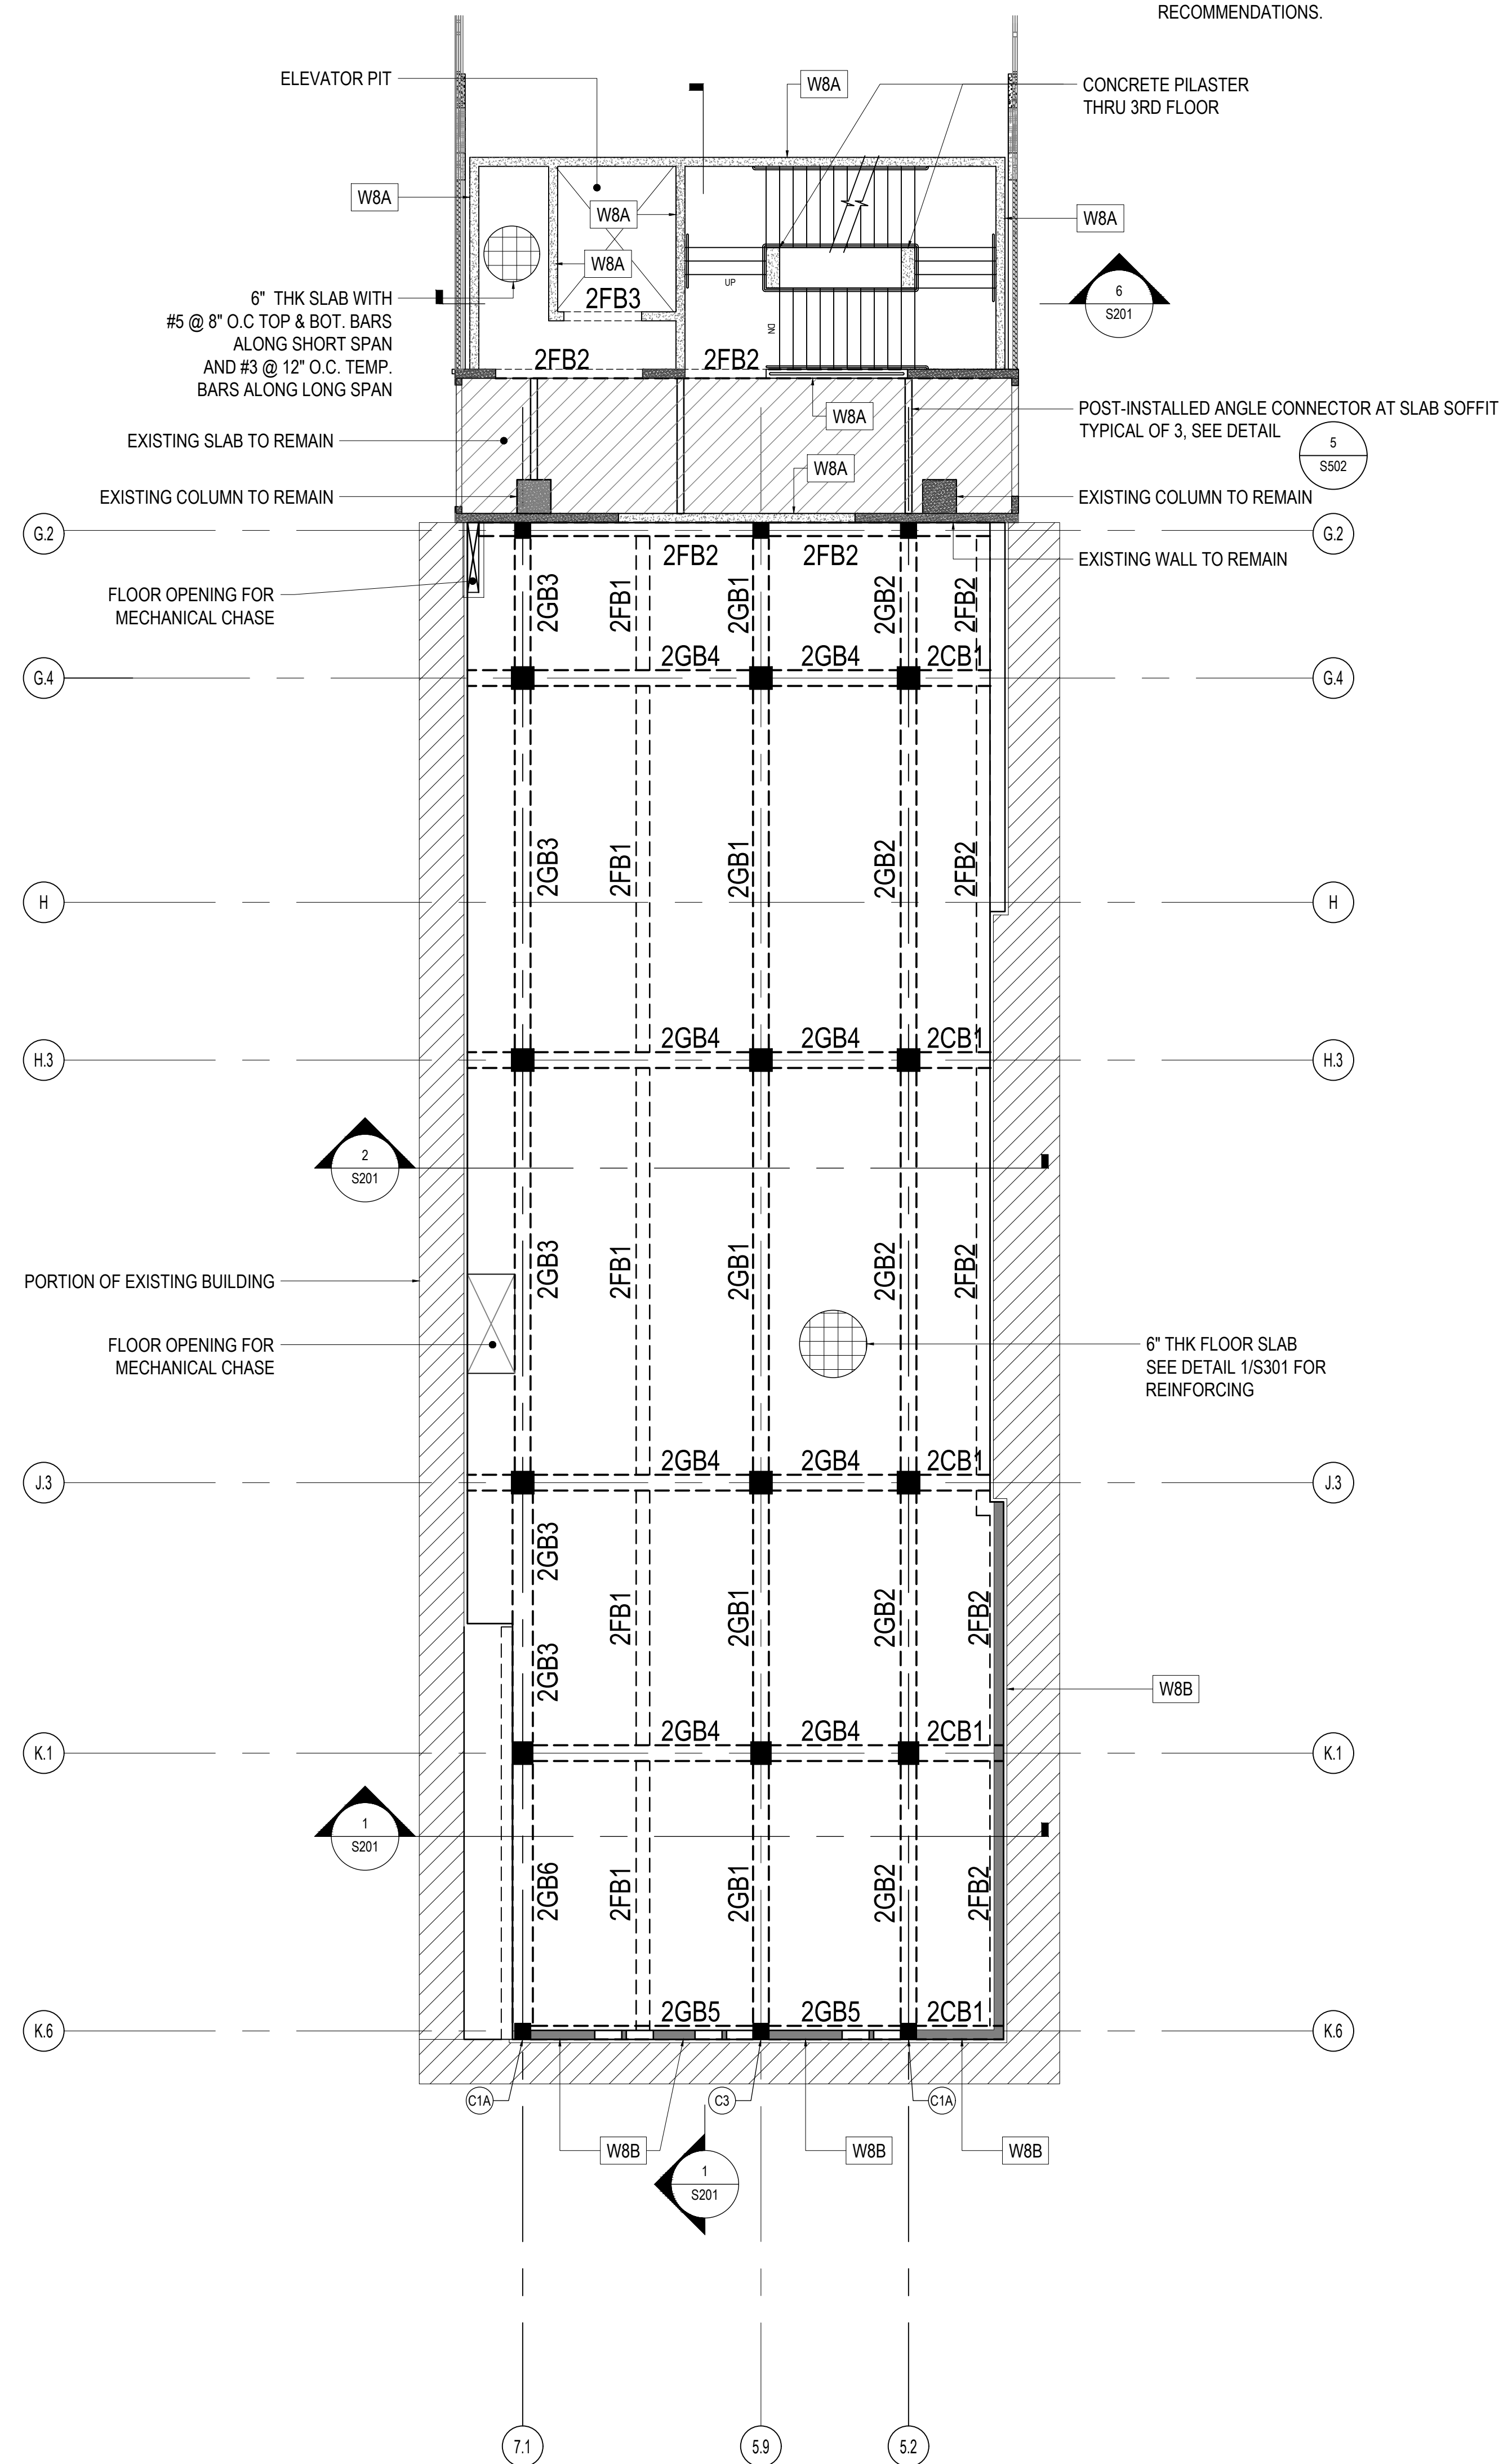 RECOMMENDATIONS.
ELEVATOR PIT
W8A
CONCRETE PILASTER
THRU 3RD FLOOR
W8A
W8A
W8A
W8A
UP
DN
2FB3
6" THK SLAB WITH
#5 @ 8" O.C TOP & BOT. BARS
ALONG SHORT SPAN
AND #3 @ 12" O.C. TEMP.
BARS ALONG LONG SPAN
6
S201
2FB2
2FB2
W8A
POST-INSTALLED ANGLE CONNECTOR AT SLAB SOFFIT
TYPICAL OF 3, SEE DETAIL
5
S502
EXISTING SLAB TO REMAIN
W8A
EXISTING COLUMN TO REMAIN
EXISTING COLUMN TO REMAIN
G.2
G.2
2FB2
2FB2
EXISTING WALL TO REMAIN
FLOOR OPENING FOR
MECHANICAL CHASE
2GB3
2FB1
2GB1
2GB2
2FB2
2GB4
2GB4
2CB1
G.4
G.4
2GB3
2FB1
2GB1
2GB2
2FB2
H
H
2GB4
2GB4
2CB1
H.3
H.3
2
S201
2GB3
2FB1
2GB1
2GB2
2FB2
PORTION OF EXISTING BUILDING
FLOOR OPENING FOR
MECHANICAL CHASE
6" THK FLOOR SLAB
SEE DETAIL 1/S301 FOR
REINFORCING
2GB4
2GB4
2CB1
J.3
J.3
2GB3
2FB1
2GB1
2GB2
2FB2
2GB3
W8B
2GB4
2GB4
2CB1
K.1
K.1
1
S201
2GB6
2FB1
2GB1
2GB2
2FB2
2GB5
2GB5
2CB1
K.6
K.6
C1A
C3
C1A
W8B
W8B
W8B
1
S201
7.1
5.9
5.2